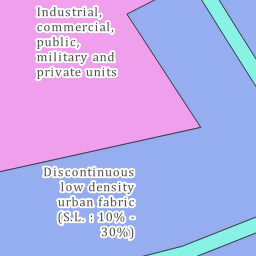 Industrial,
commercial,
public,
military and
private units
Discontinuous
low density
urban fabric
(S.L. : 10% -
30%)